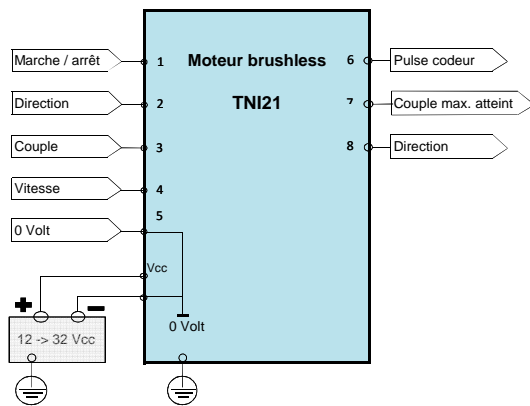 Marche / arrêt
1
Moteur brushless
6
Pulse codeur
Direction
2
TNI21
7
Couple max. atteint
Couple
3
8
Direction
Vitesse
4
5
0 Volt
Vcc
+
−
0 Volt
12 -> 32 Vcc